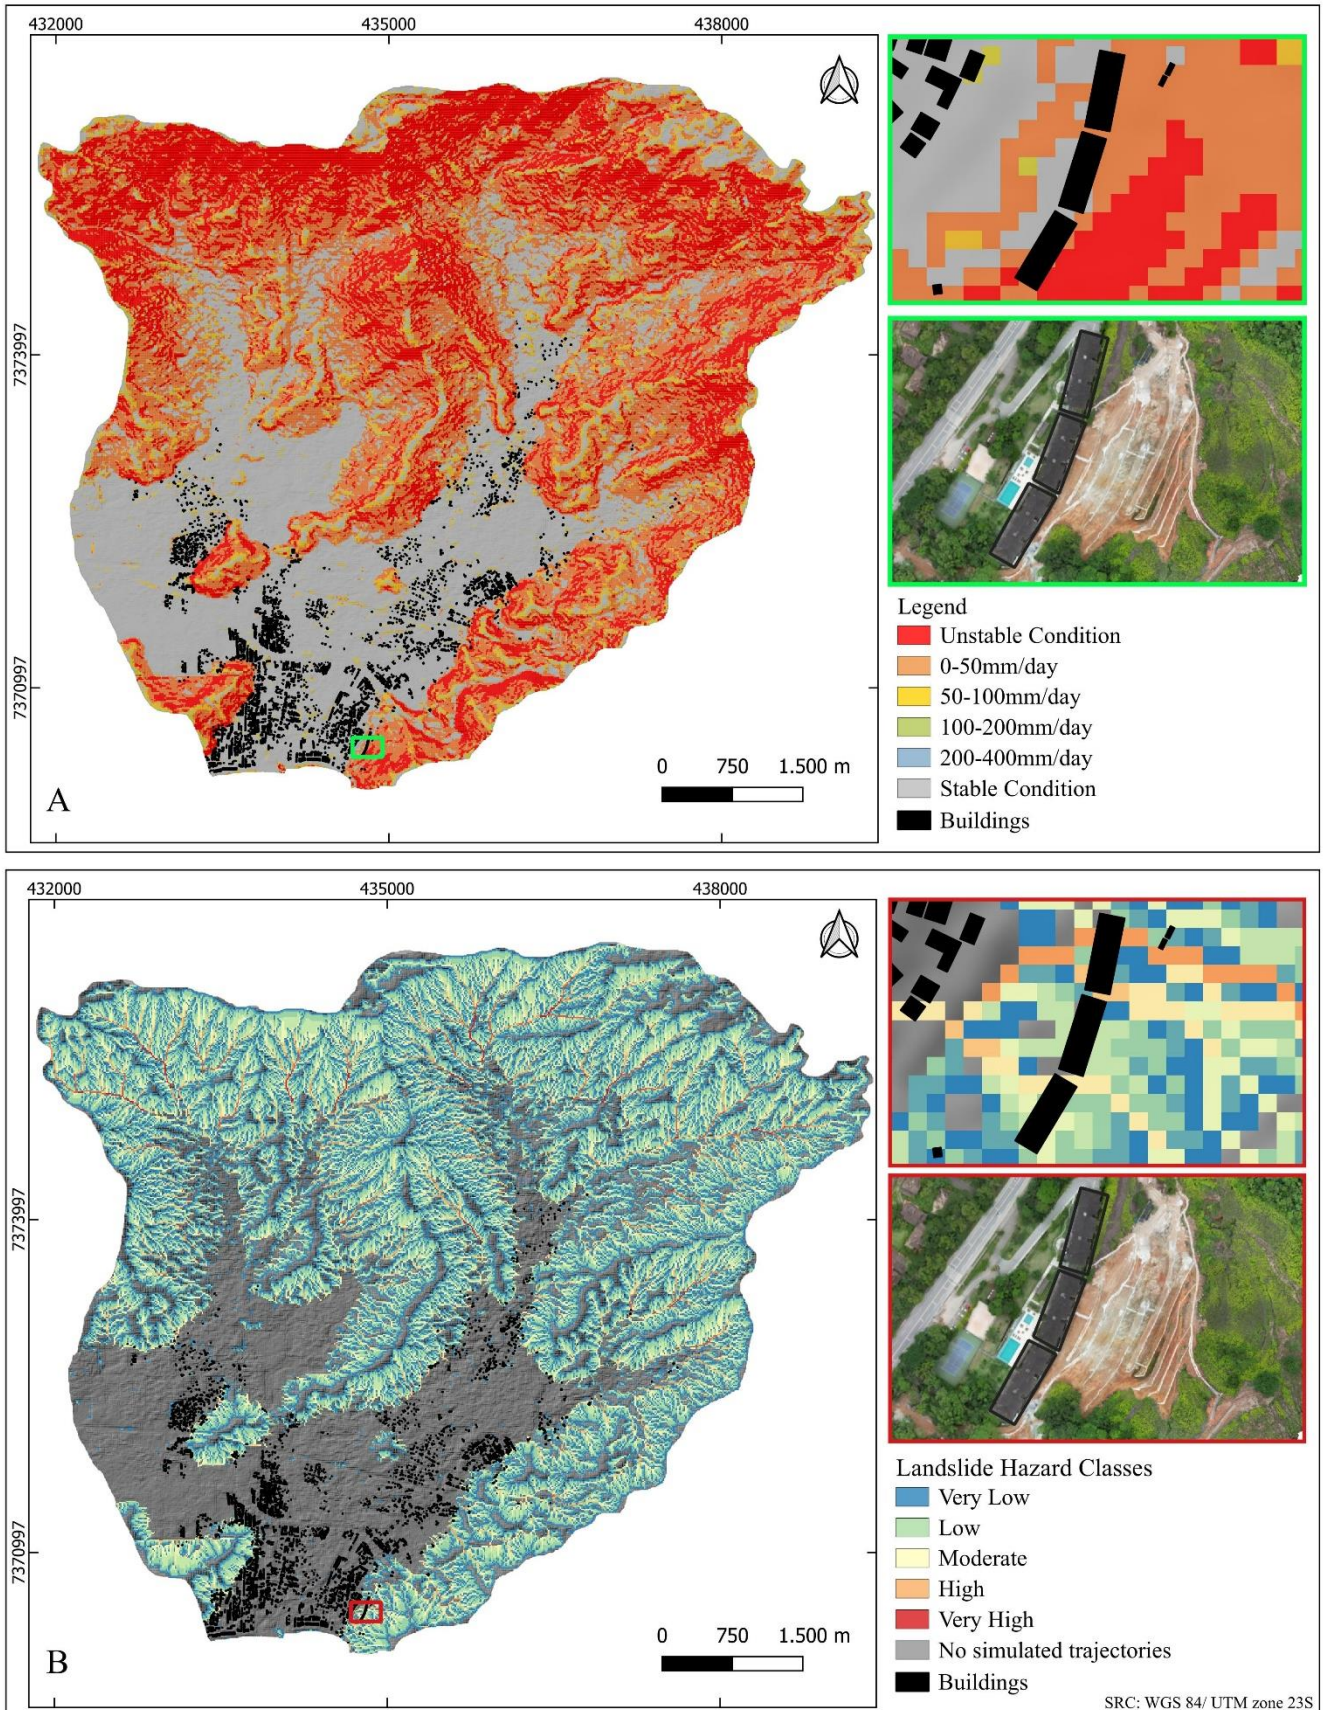 432000 435000 438000
7373997
7370997
0 750 1.500 m
A
Legend
Unstable Condition
0-50mm/day
50-100mm/day
100-200mm/day
200-400mm/day
Stable Condition
Buildings
432000 435000 438000
7373997
7370997
0 750 1.500 m
B
Landslide Hazard Classes
Very Low
Low
Moderate
High
Very High
No simulated trajectories
Buildings
SRC: WGS 84/ UTM zone 23S